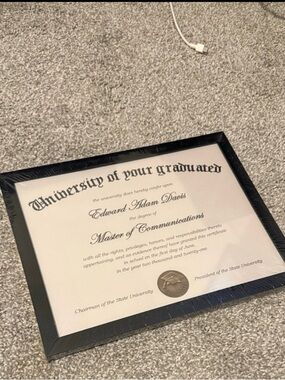 University of your graduated
the university does hereby confer upon
Edward Adam Davis
the degree of
Master of Communications
with all the rights, privileges, honors, and responsibilities thereto
appertaining, and as evidence thereof have granted this certificate
in school on the first day of June,
in the year two thousand and twenty-one
Chairman of the State University
President of the State University